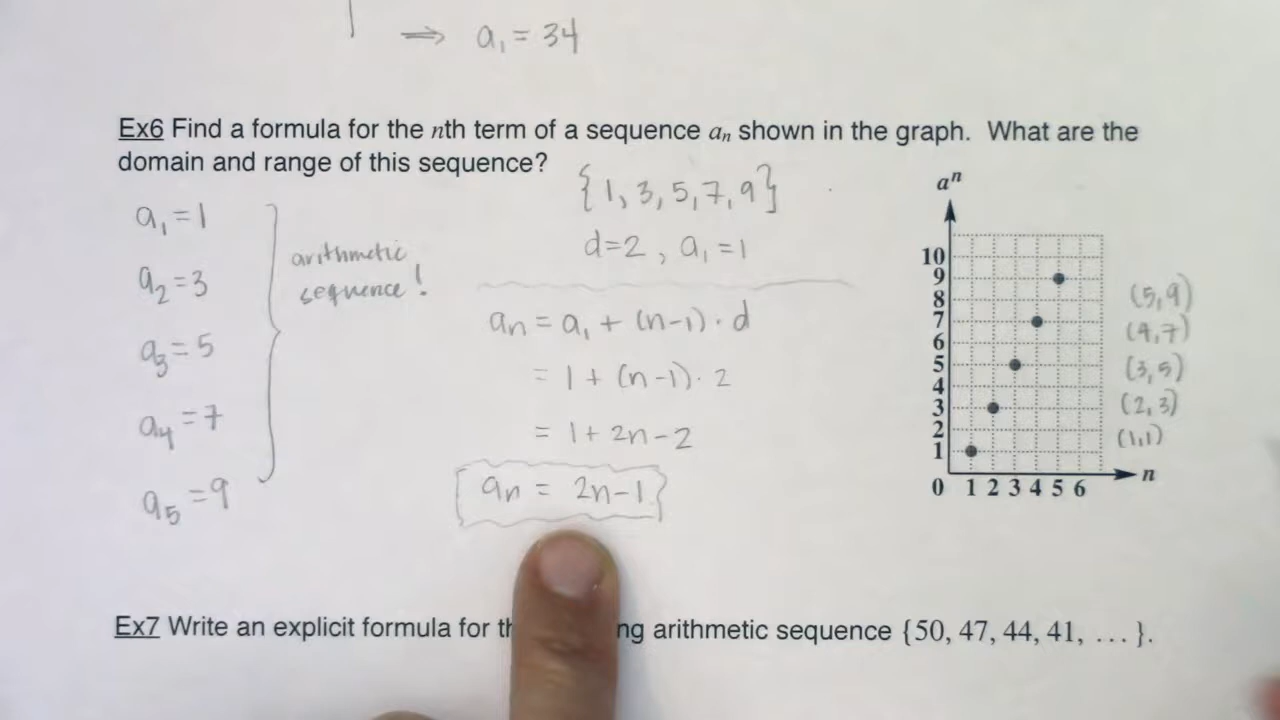 ⇒ a₁ = 34
Ex6 Find a formula for the nth term of a sequence aₙ shown in the graph. What are the
domain and range of this sequence?
{1, 3, 5, 7, 9}
d=2 , a₁ =1
a₁ =1
a₂ =3
a₃ =5
a₄ =7
a₅ =9
arithmetic
sequence!
aₙ = a₁ + (n-1) · d
= 1 + (n-1) · 2
= 1 + 2n - 2
aₙ = 2n-1
aⁿ
10
9
8
7
6
5
4
3
2
1
0 1 2 3 4 5 6 n
(5,9)
(4,7)
(3,5)
(2,3)
(1,1)
Ex7 Write an explicit formula for ng arithmetic sequence {50, 47, 44, 41, … }.